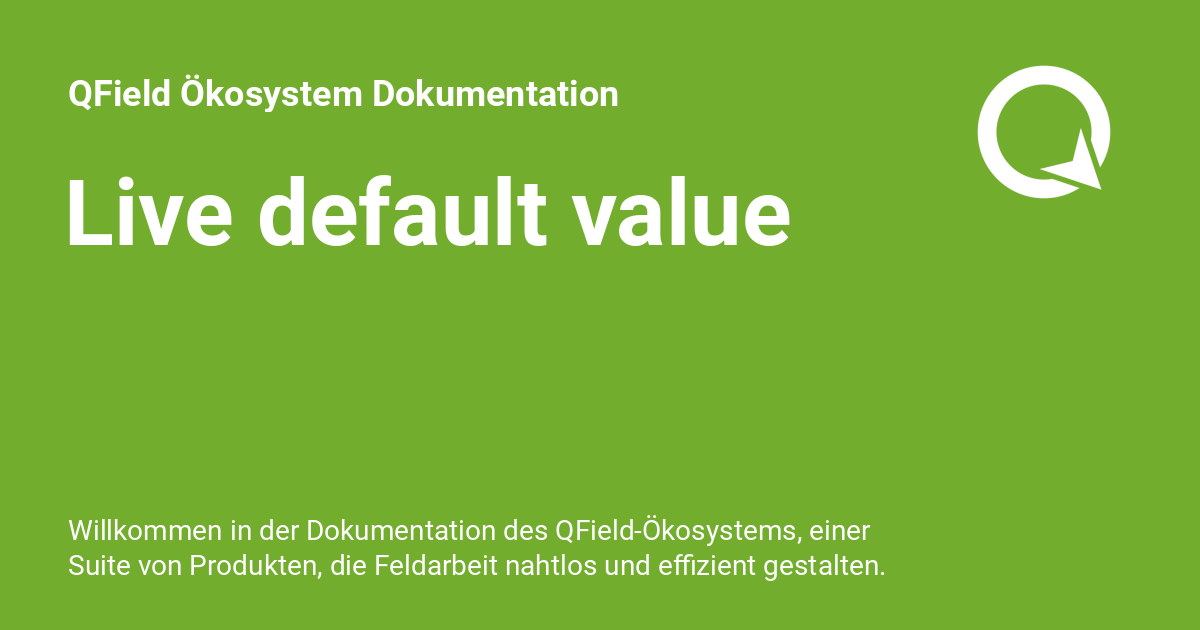 QField Ökosystem Dokumentation
Live default value
Willkommen in der Dokumentation des QField-Ökosystems, einer
Suite von Produkten, die Feldarbeit nahtlos und effizient gestalten.